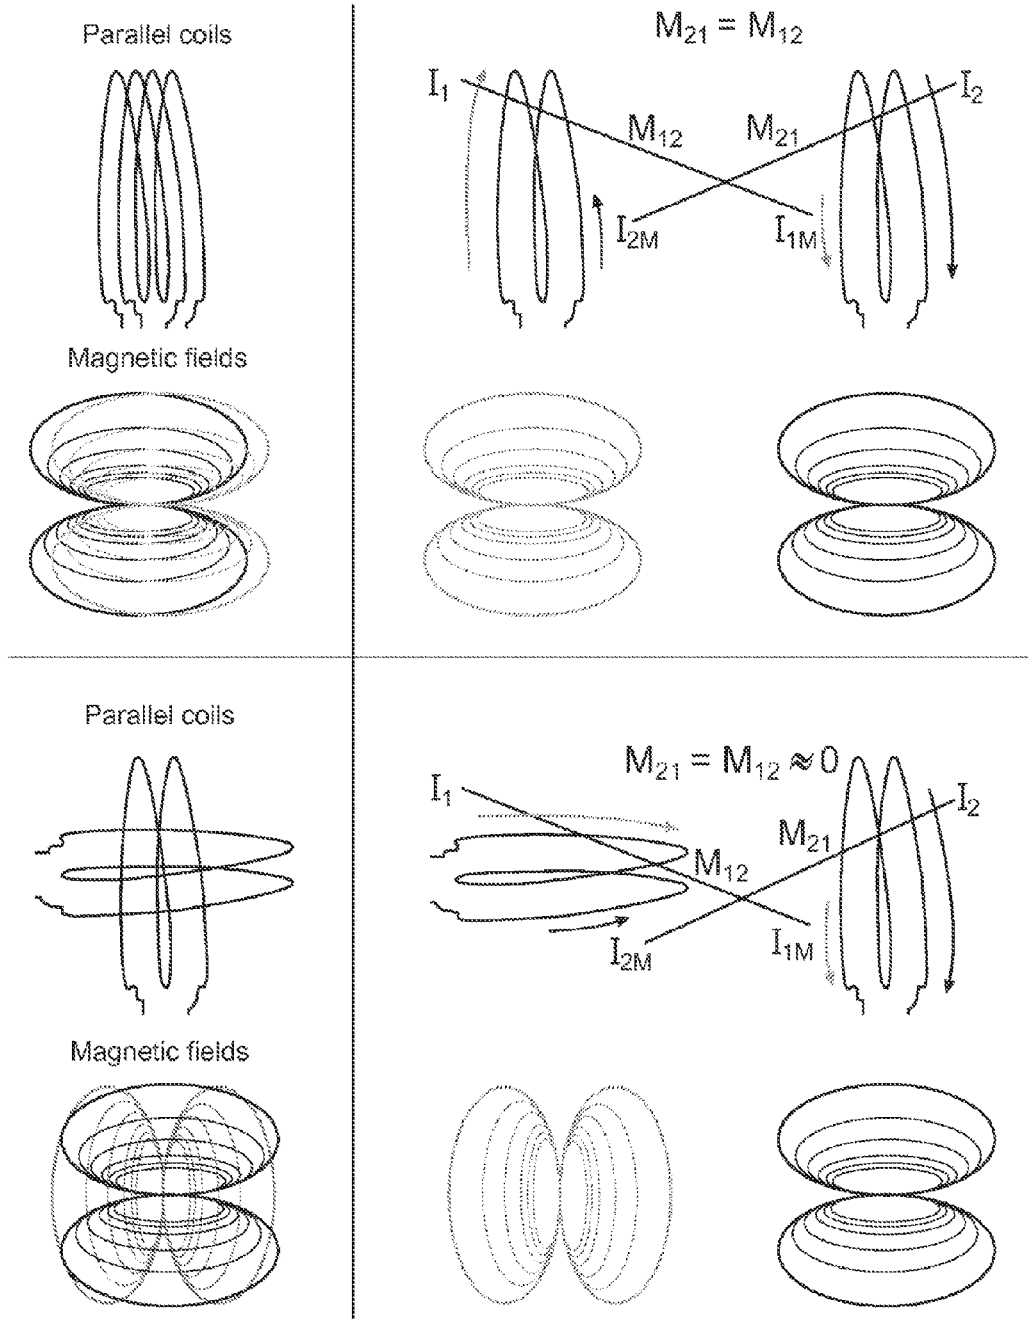 Parallel coils
M21 = M12
I1
M12
M21
I2
I2M
I1M
Magnetic fields
Parallel coils
M21 = M12 ≈ 0
I1
M12
M21
I2
I2M
I1M
Magnetic fields